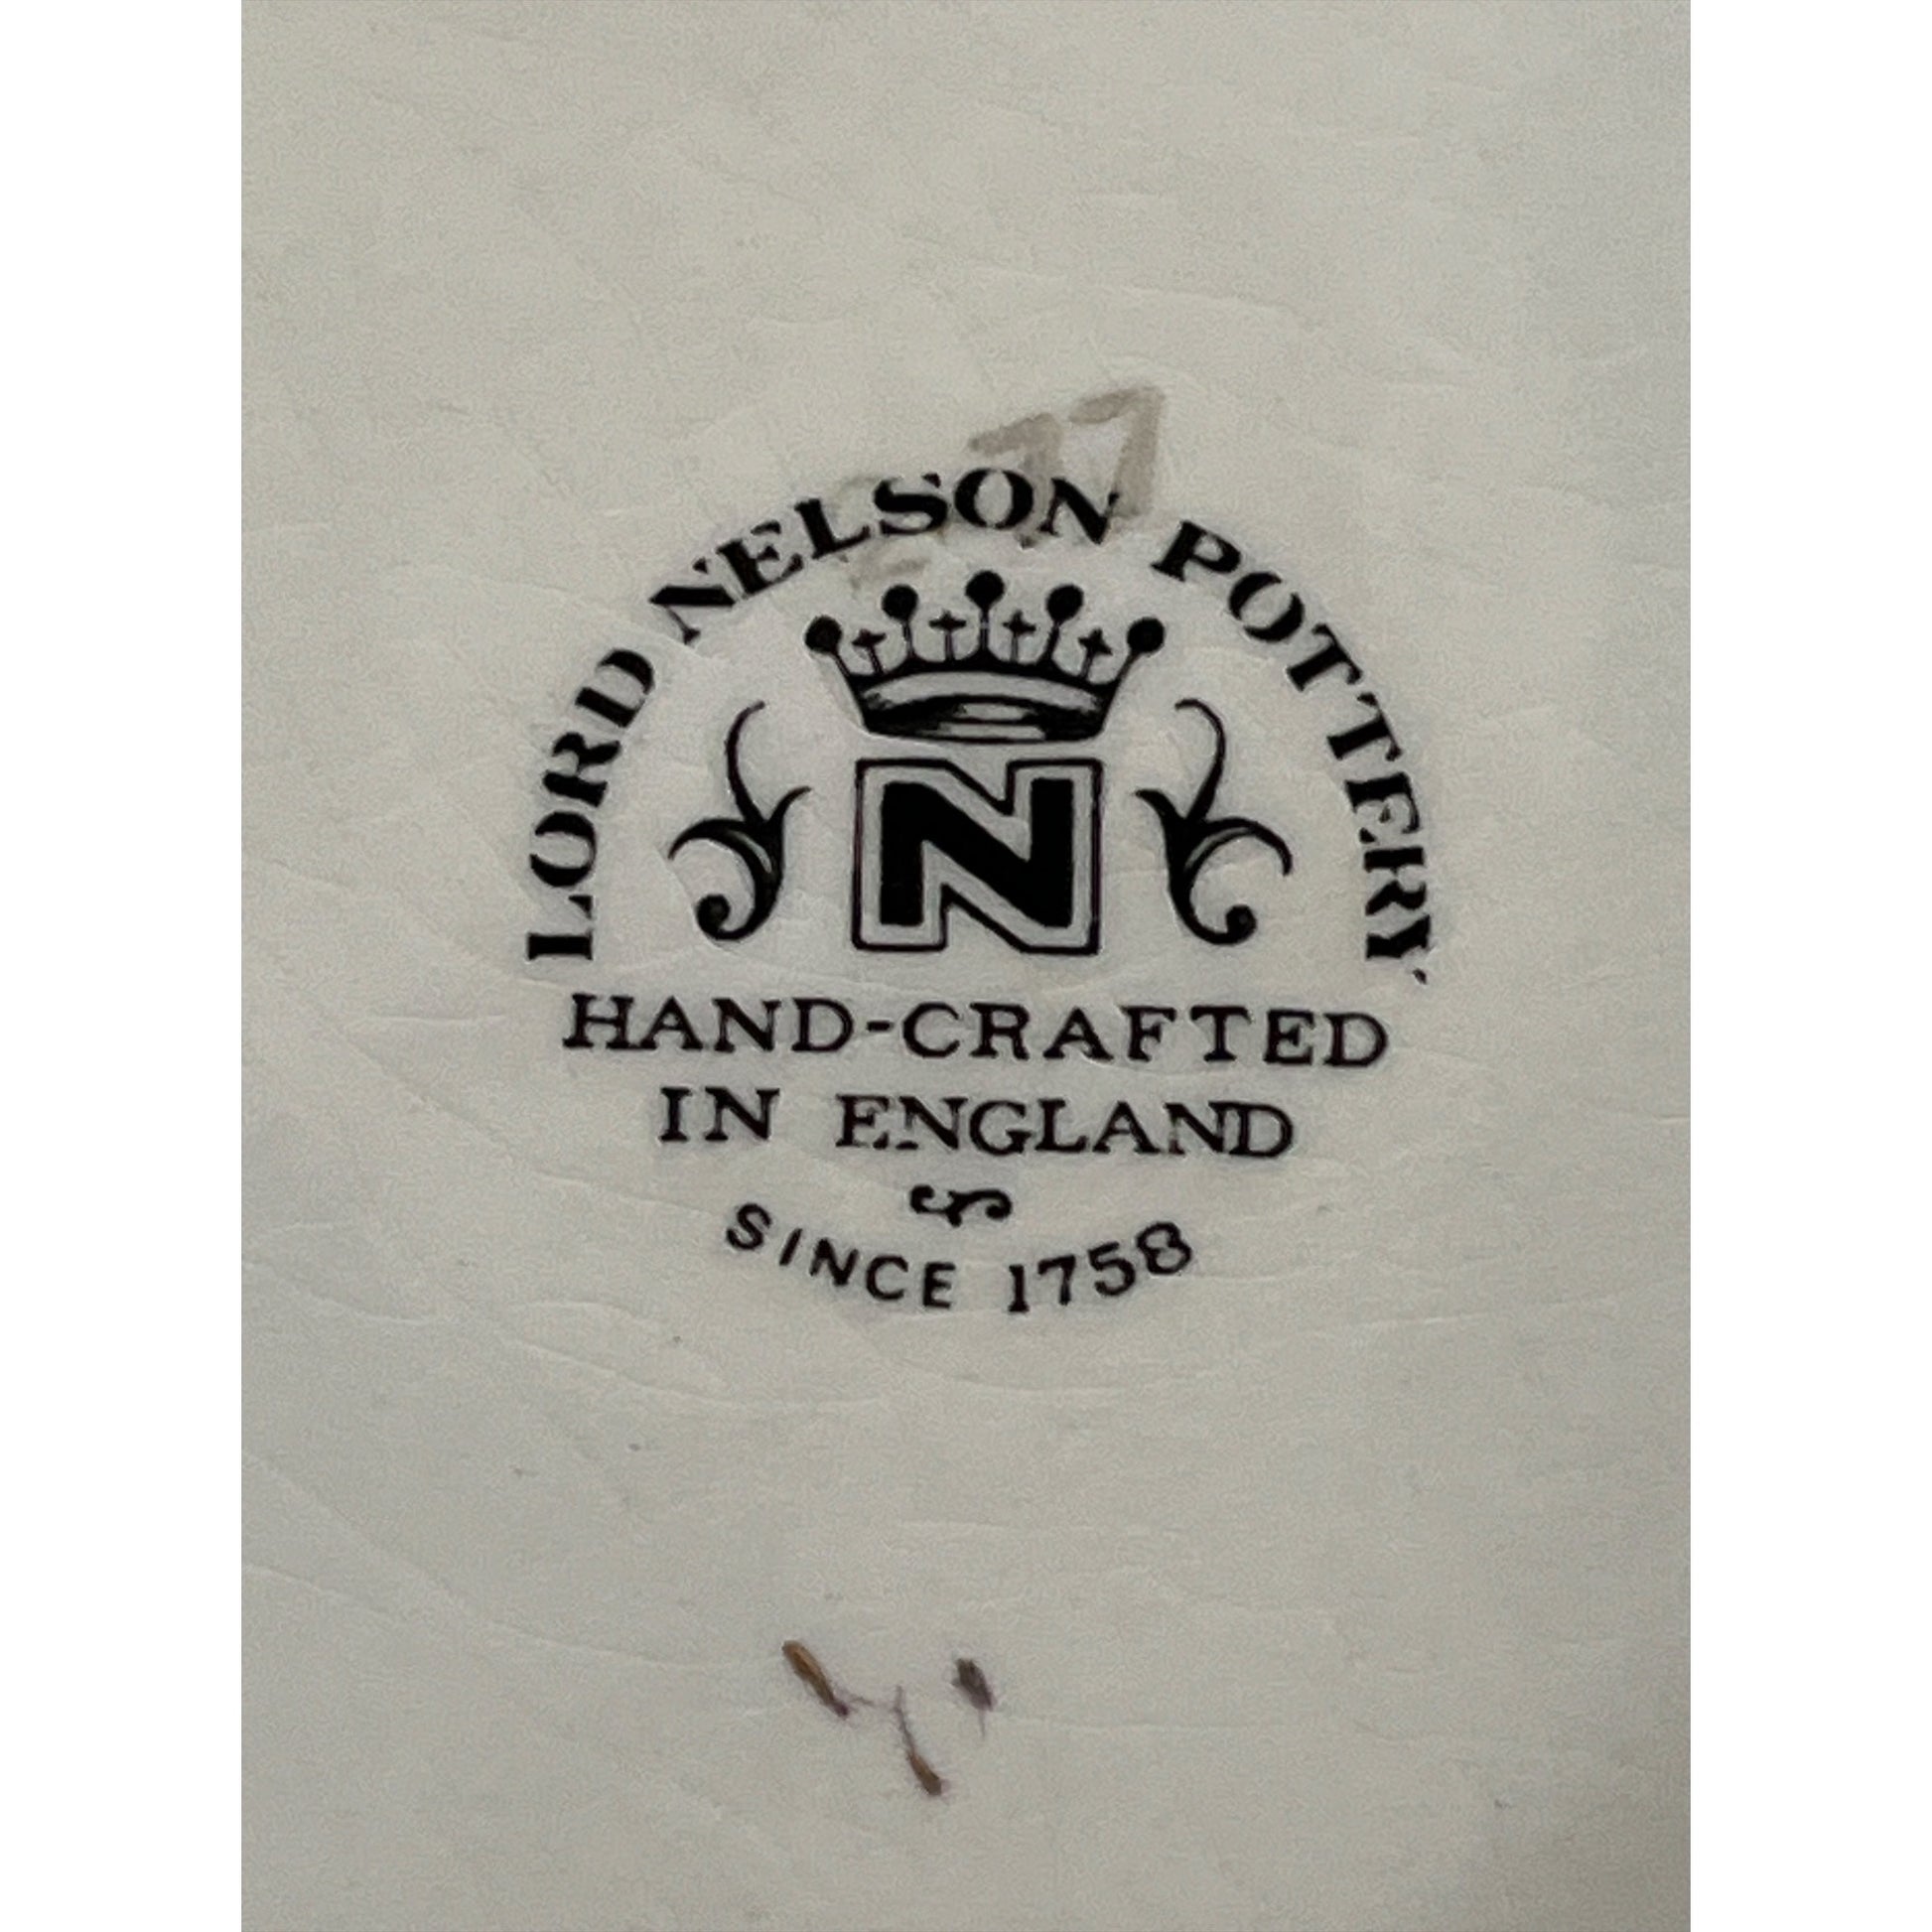 LORD NELSON POTTERY
N
HAND-CRAFTED
IN ENGLAND
SINCE 1758